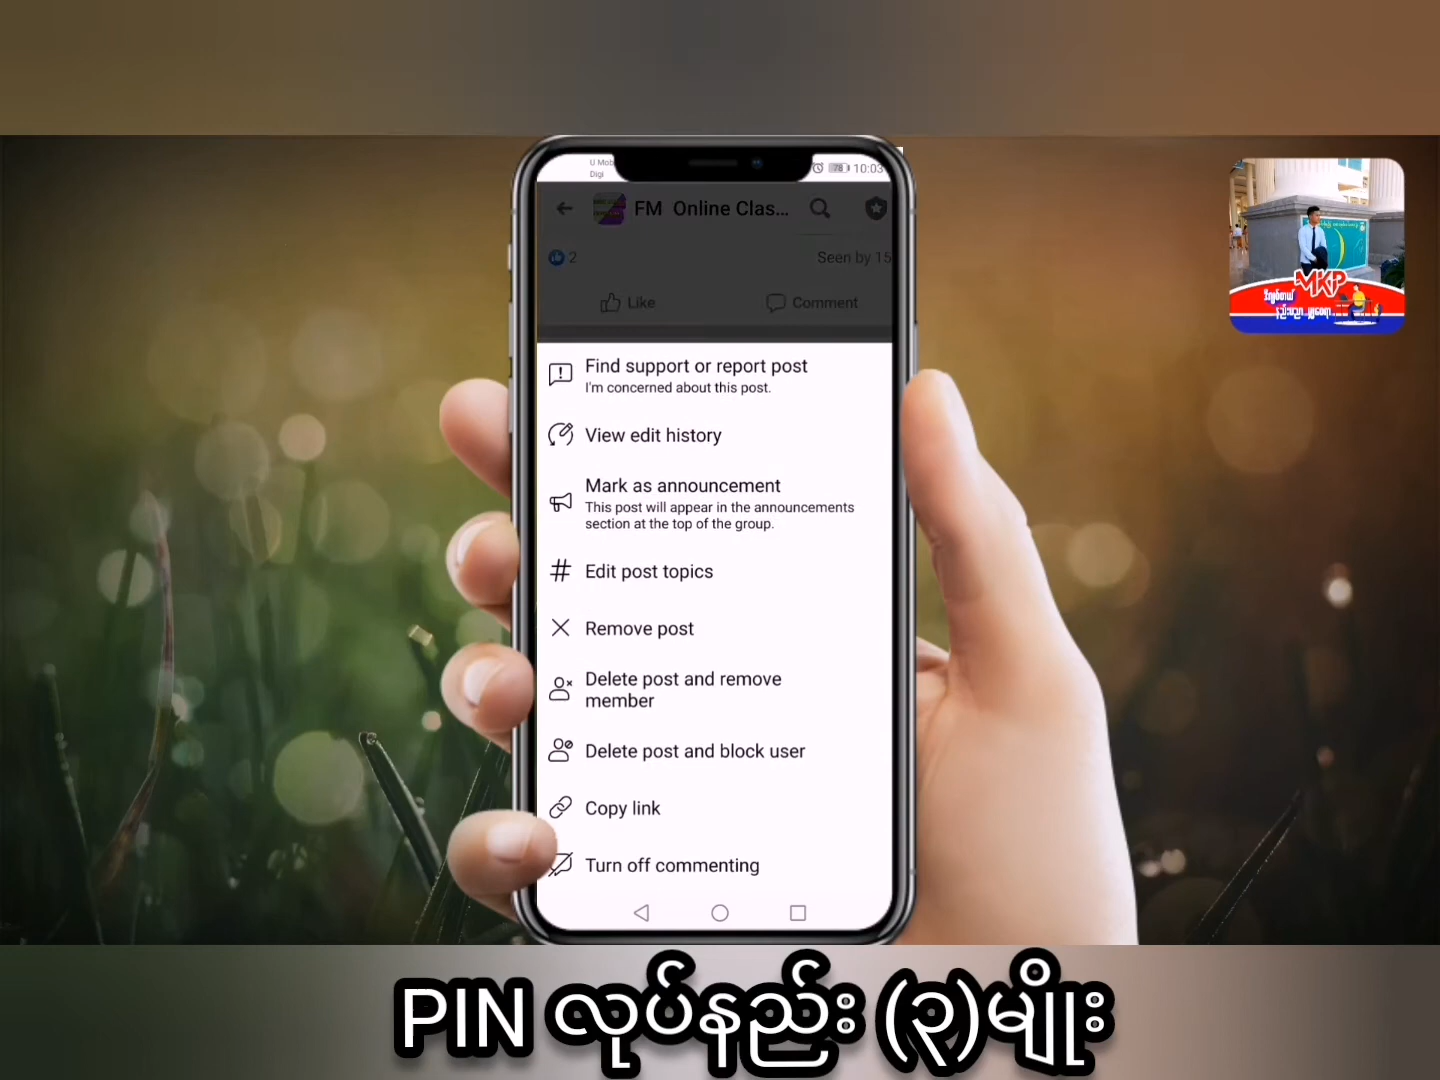 U Mob
Digi
78
10:03
FM Online Clas...
2
Seen by 15
Like
Comment
Find support or report post
I'm concerned about this post.
View edit history
Mark as announcement
This post will appear in the announcements
section at the top of the group.
Edit post topics
Remove post
Delete post and remove
member
Delete post and block user
Copy link
Turn off commenting
MKP
PIN လုပ်နည်း (၃)မျိုး